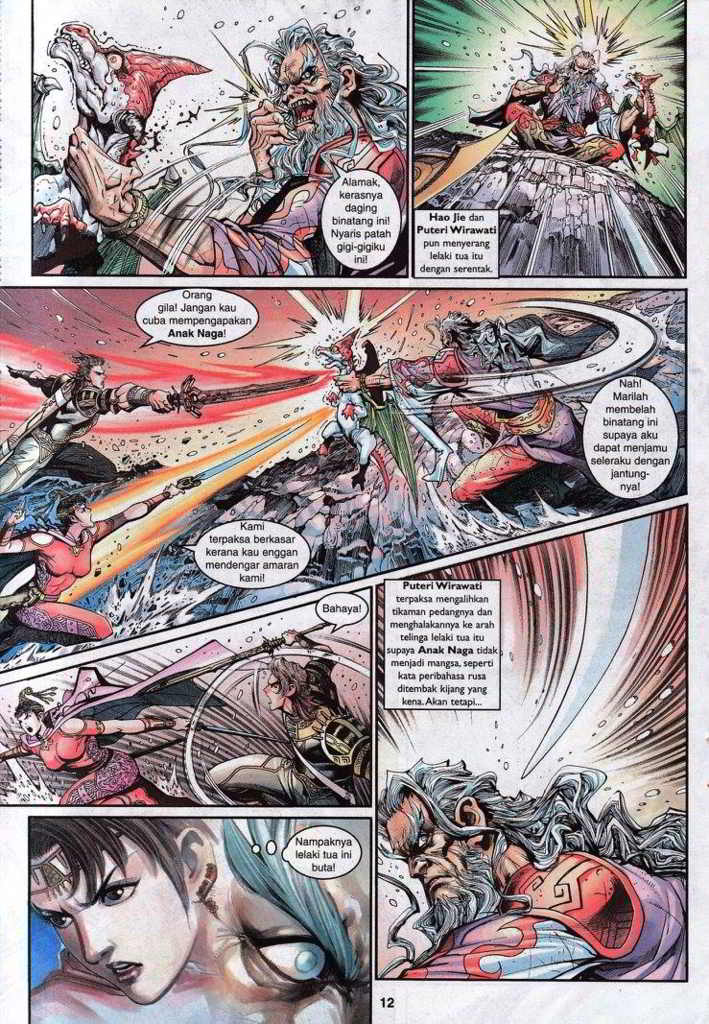 Alamak,
kerasnya
daging
binatang ini!
Nyaris patah
gigi-gigiku
ini!
Hao Jie dan
Puteri Wirawati
pun menyerang
lelaki tua itu
dengan serentak.
Orang
gila! Jangan kau
cuba mempengapakan
Anak Naga!
Nah!
Marilah
membelah
binatang ini
supaya aku
dapat menjamu
seleraku dengan
jantung-
nya!
Kami
terpaksa berkasar
kerana kau enggan
mendengar amaran
kami!
Bahaya!
Puteri Wirawati
terpaksa mengalihkan
tikaman pedangnya dan
menghalakannya ke arah
telinga lelaki tua itu
supaya Anak Naga tidak
menjadi mangsa, seperti
kata peribahasa rusa
ditembak kijang yang
kena. Akan tetapi...
Nampaknya
lelaki tua ini
buta!
12